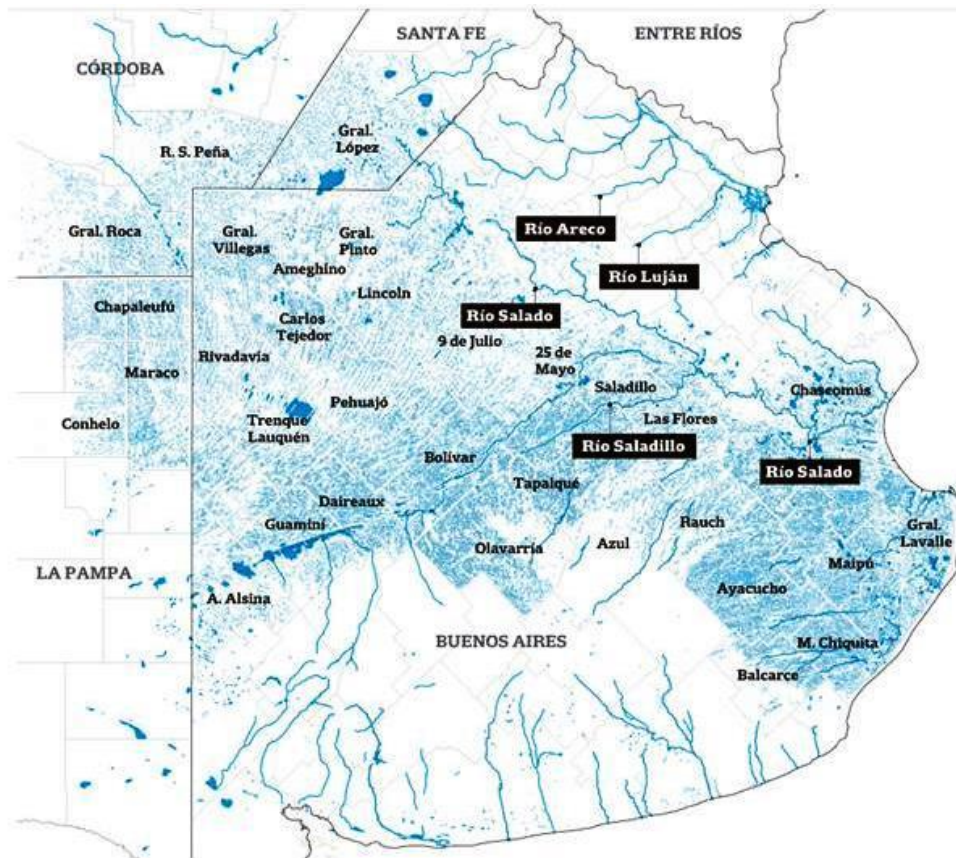 SANTA FE
ENTRE RÍOS
CÓRDOBA
Gral.
López
R. S. Peña
Río Areco
Gral. Roca
Gral.
Villegas
Gral.
Pinto
Ameghino
Río Luján
Lincoln
Chapaleufú
Río Salado
Carlos
Tejedor
9 de Julio
Rivadavia
25 de
Mayo
Maraco
Saladillo
Chascomús
Pehuajó
Conhelo
Trenque
Lauquén
Las Flores
Río Saladillo
Bolívar
Río Salado
Tapalqué
Daireaux
Guaminí
Rauch
Gral.
Lavalle
Olavarría
Azul
Maipú
LA PAMPA
Ayacucho
A. Alsina
BUENOS AIRES
M. Chiquita
Balcarce